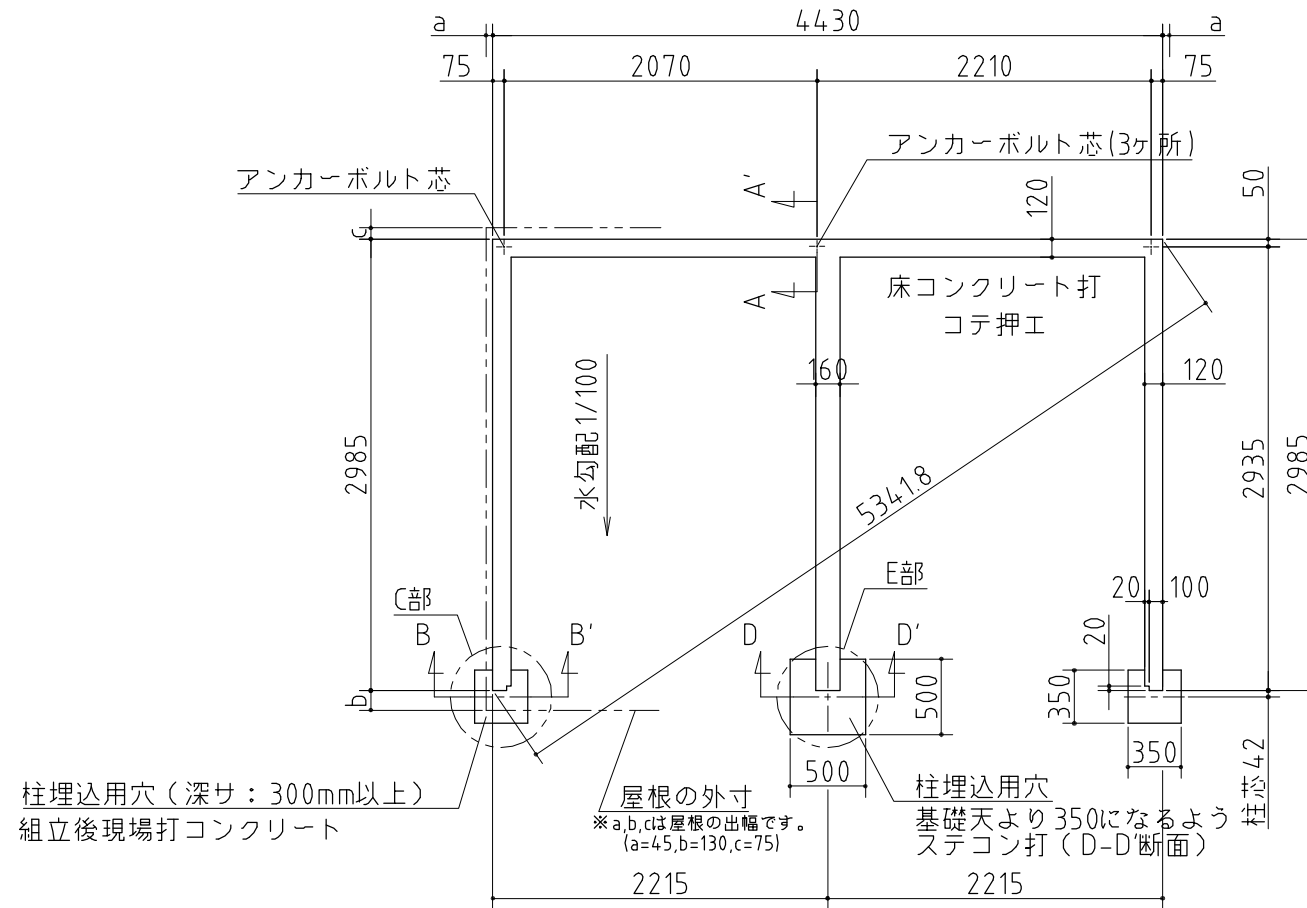 a
4430
a
75
2070
2210
75
アンカーボルト芯(3ヶ所)
アンカーボルト芯
A'
120
50
c
A
床コンクリート打
コテ押エ
160
120
水勾配1/100
2985
5341.8
2935
2985
C部
E部
20
100
B
B'
D
D'
20
b
500
350
500
350
柱芯42
柱埋込用穴(深サ:300mm以上)
組立後現場打コンクリート
屋根の外寸
※a,b,cは屋根の出幅です。
(a=45,b=130,c=75)
柱埋込用穴
基礎天より350になるよう
ステコン打(D-D'断面)
2215
2215